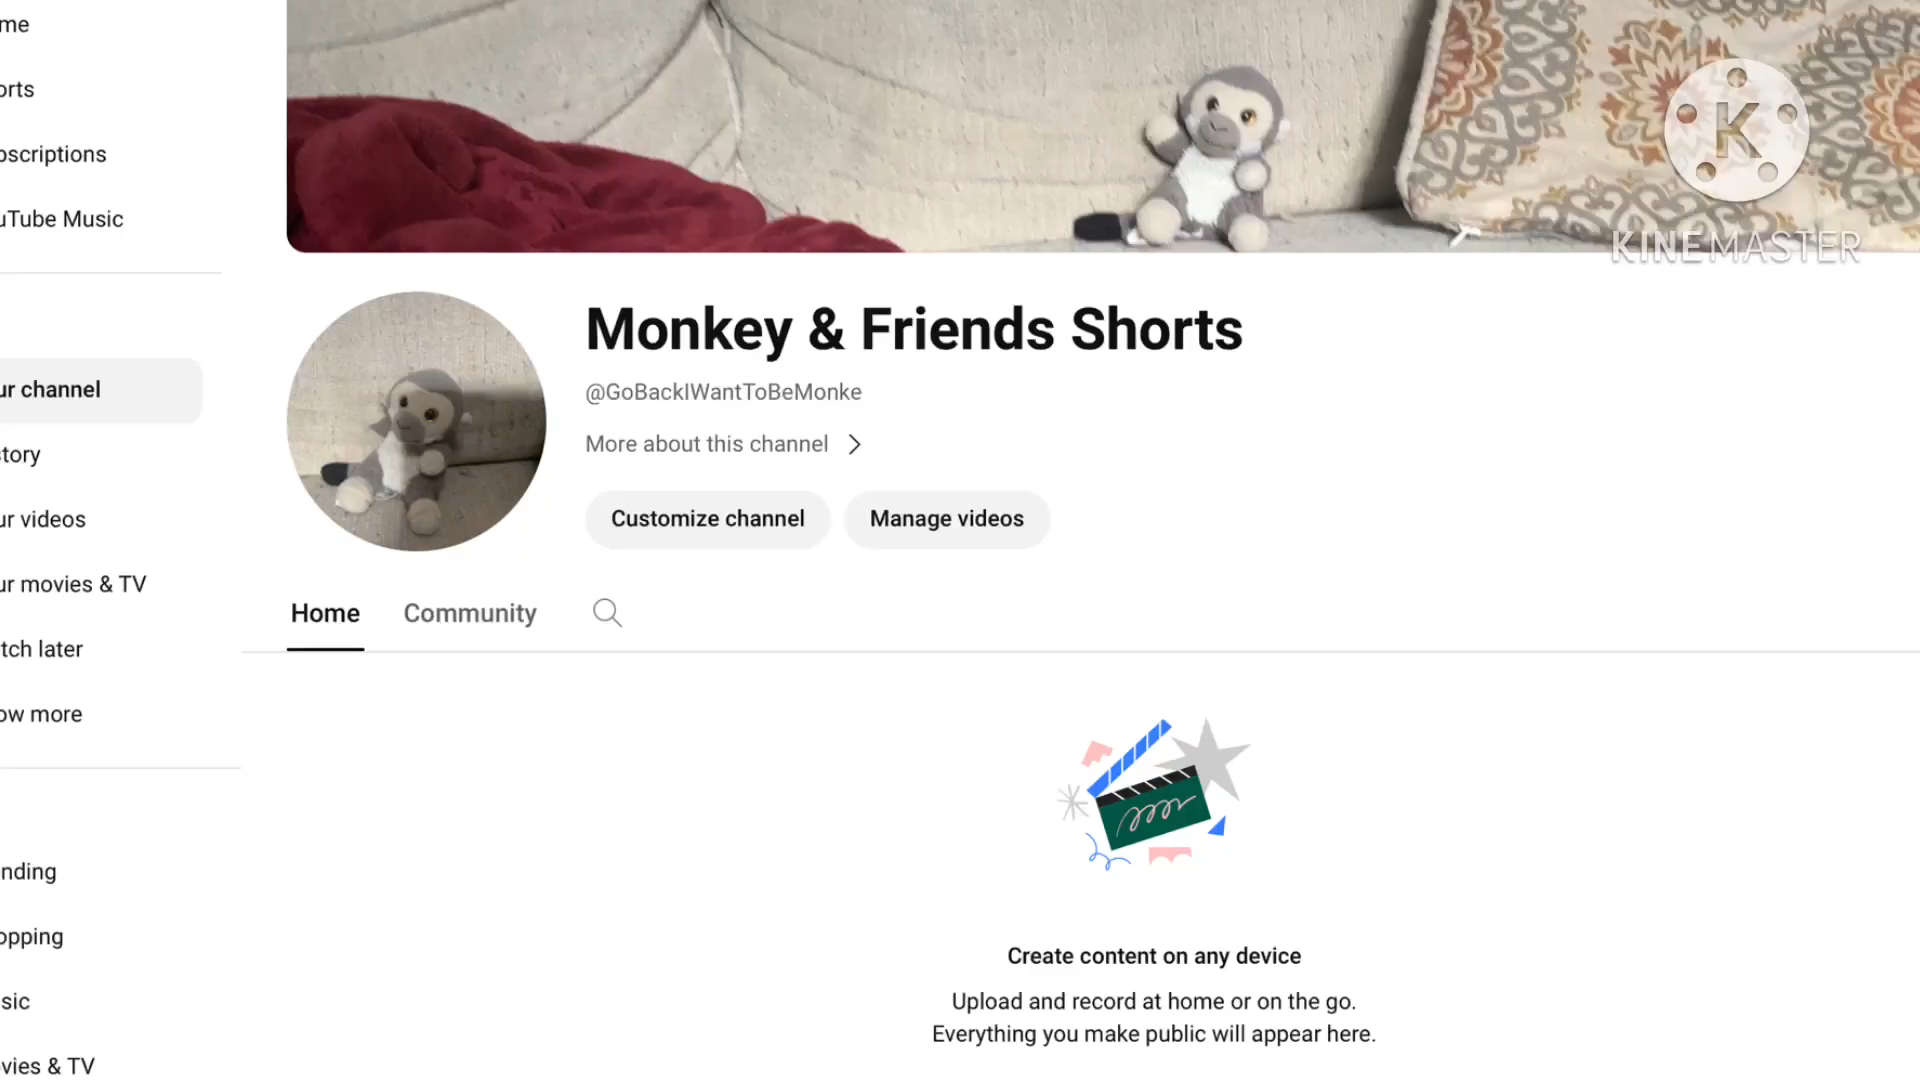 me
orts
oscriptions
uTube Music
ur channel
story
ur videos
ur movies & TV
tch later
ow more
nding
opping
sic
vies & TV
K
KINEMASTER
Monkey & Friends Shorts
@GoBackIWantToBeMonke
More about this channel
Customize channel
Manage videos
Home
Community
Create content on any device
Upload and record at home or on the go.
Everything you make public will appear here.